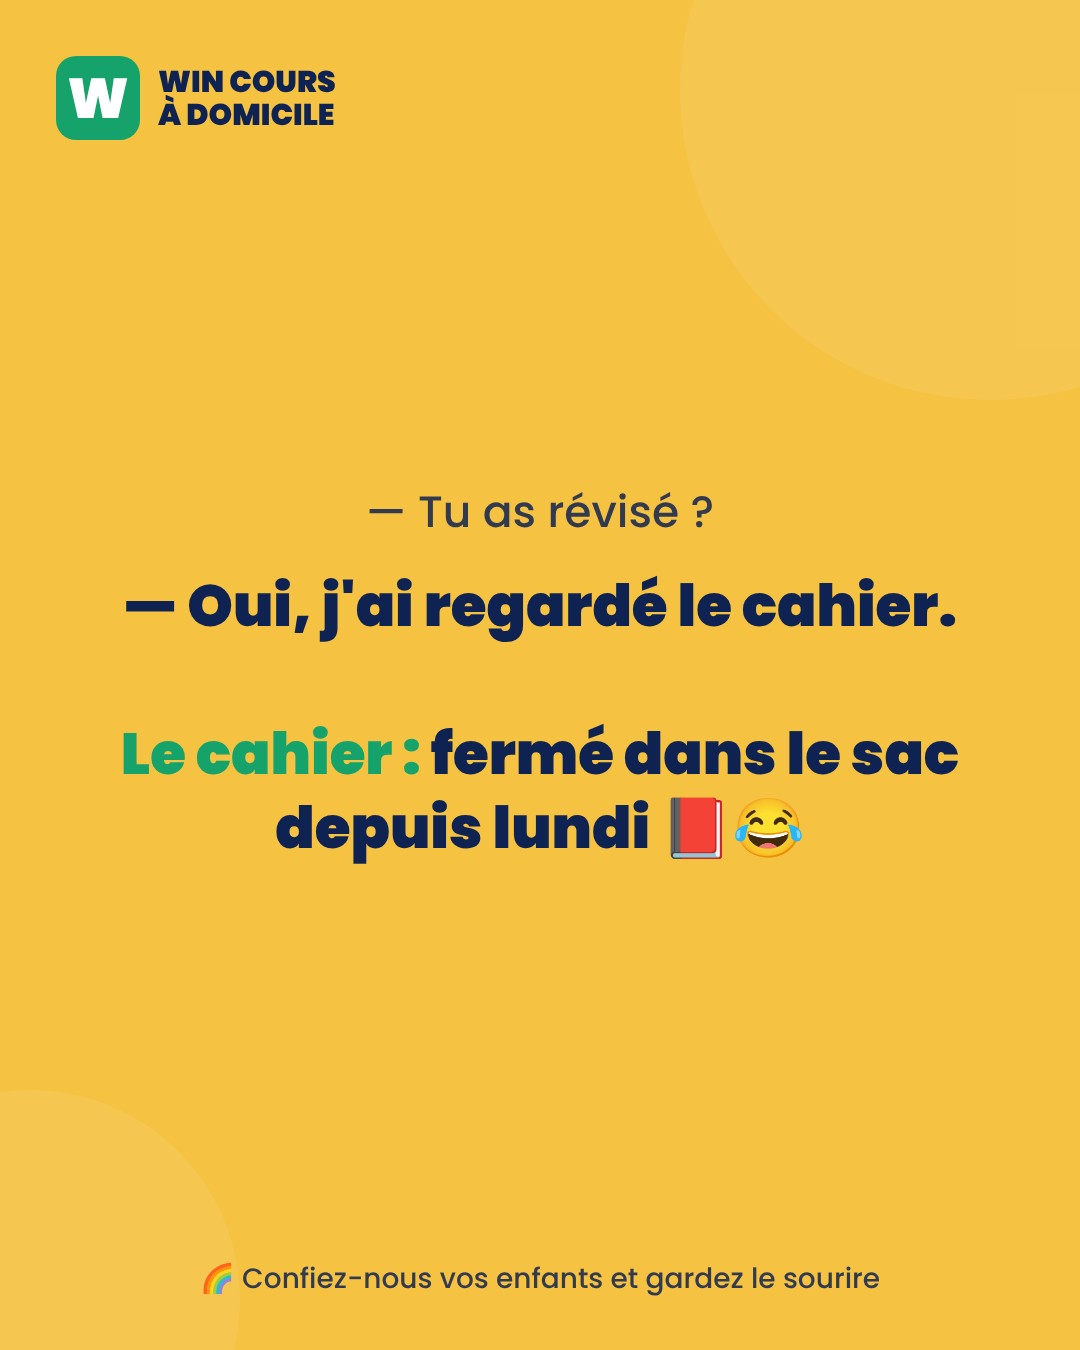 W
WIN COURS
À DOMICILE
— Tu as révisé ?
— Oui, j'ai regardé le cahier.
Le cahier : fermé dans le sac
depuis lundi 📕😂
🌈 Confiez-nous vos enfants et gardez le sourire